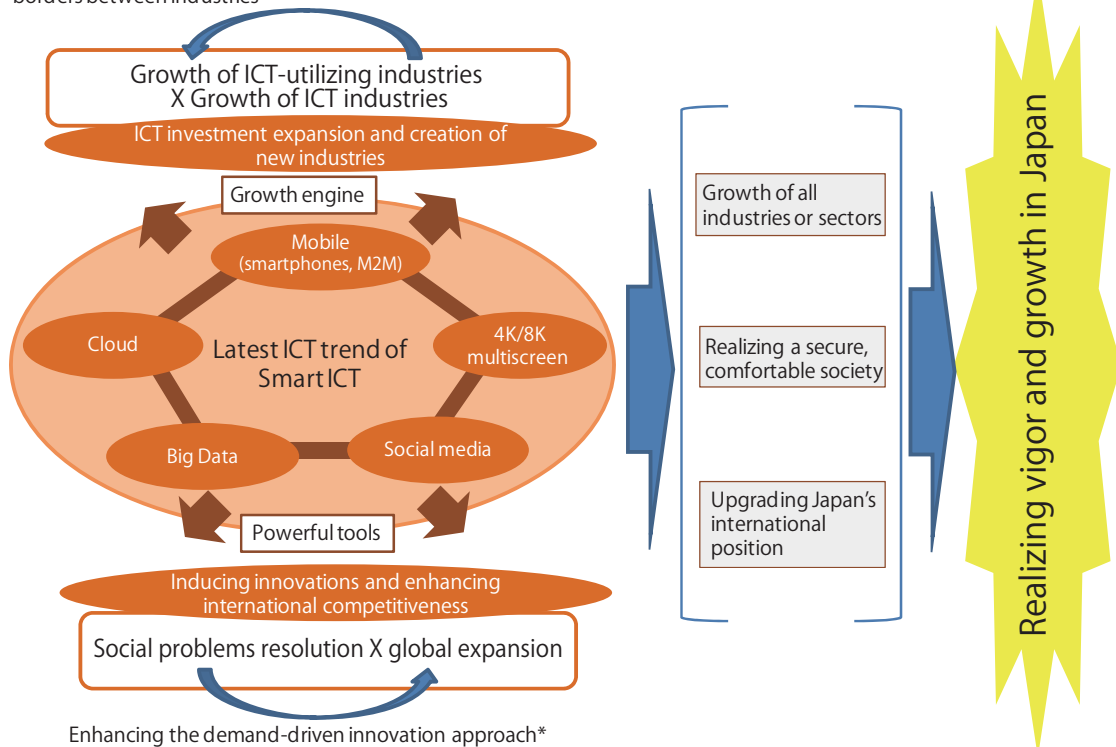 borders between industries
Growth of ICT-utilizing industries
X Growth of ICT industries
ICT investment expansion and creation of
new industries
Growth engine
Mobile
(smartphones, M2M)
Cloud
Latest ICT trend of
Smart ICT
4K/8K
multiscreen
Big Data
Social media
Powerful tools
Inducing innovations and enhancing
international competitiveness
Social problems resolution X global expansion
Enhancing the demand-driven innovation approach*
Growth of all
industries or sectors
Realizing a secure,
comfortable society
Upgrading Japan's
international
position
Realizing vigor and growth in Japan